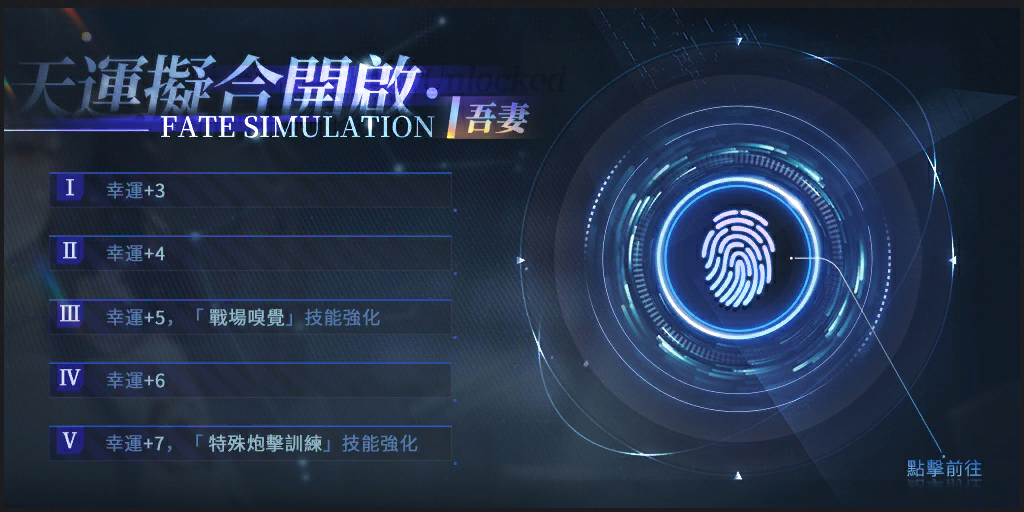 天運擬合開啟·
Unlocked
FATE SIMULATION
吾妻
I 幸運+3
II 幸運+4
III 幸運+5，「戰場嗅覺」技能強化
IV 幸運+6
V 幸運+7，「特殊炮擊訓練」技能強化
點擊前往